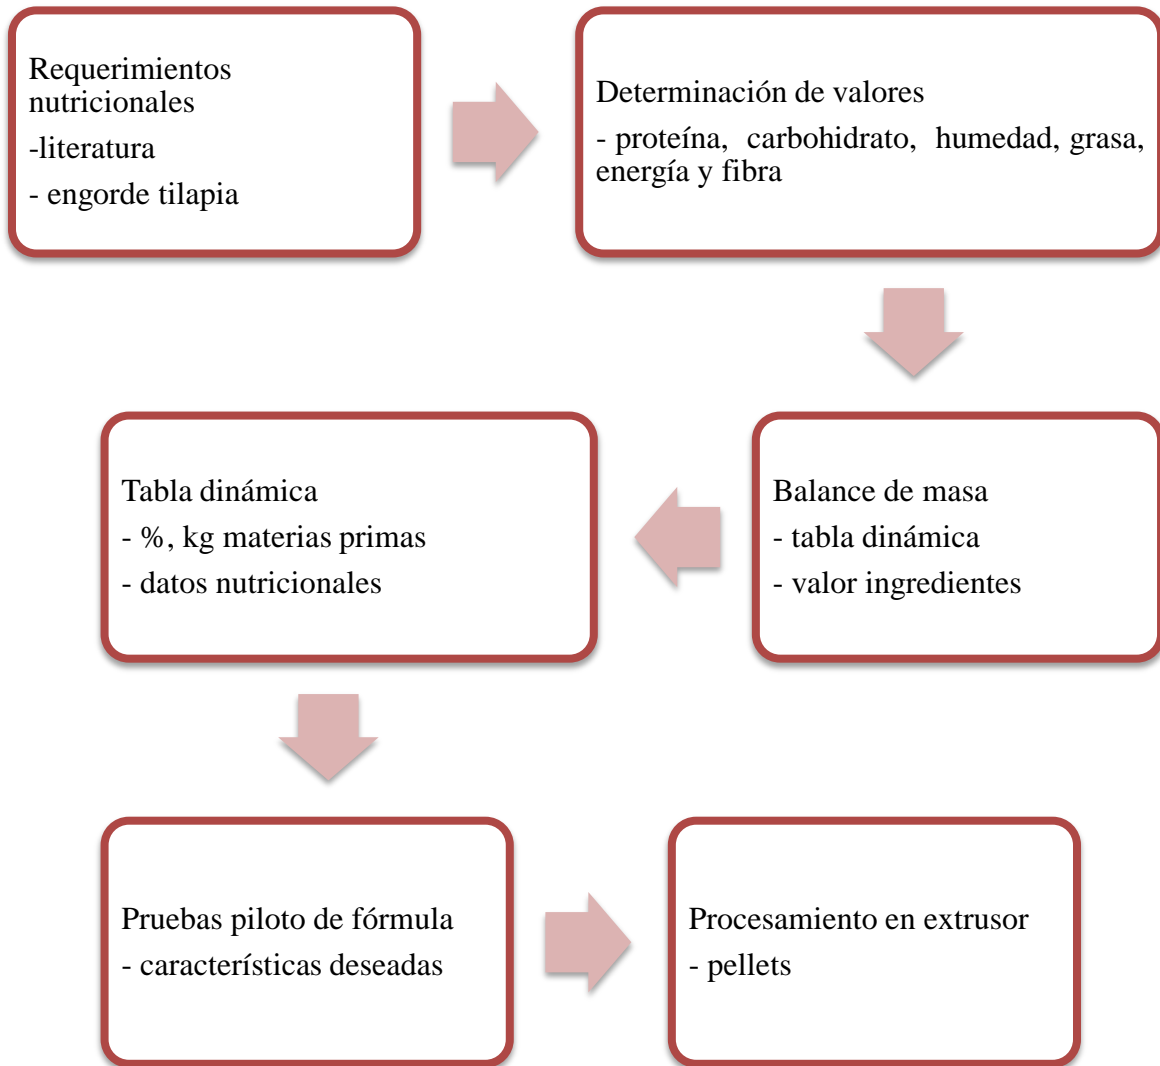 Requerimientos
nutricionales
-literatura
- engorde tilapia
Determinación de valores
- proteína, carbohidrato, humedad, grasa,
energía y fibra
Balance de masa
- tabla dinámica
- valor ingredientes
Tabla dinámica
- %, kg materias primas
- datos nutricionales
Pruebas piloto de fórmula
- características deseadas
Procesamiento en extrusor
- pellets